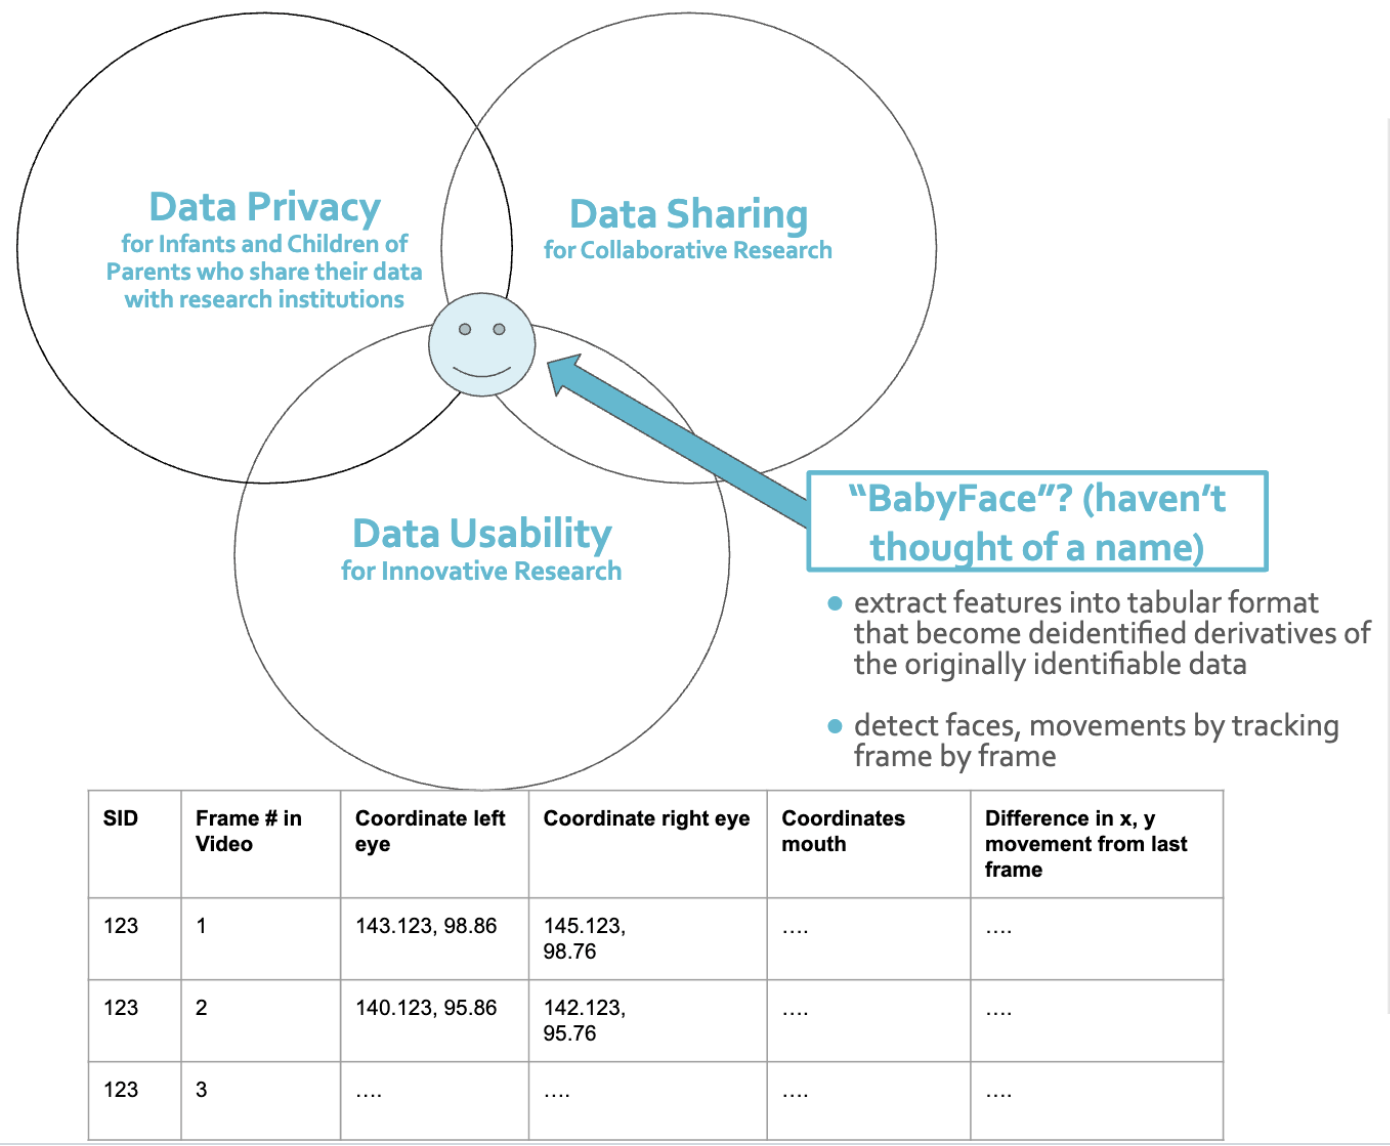 Data Privacy
for Infants and Children of
Parents who share their data
with research institutions
Data Sharing
for Collaborative Research
Data Usability
for Innovative Research
“BabyFace”? (haven’t
thought of a name)
extract features into tabular format
that become deidentified derivatives of
the originally identifiable data
detect faces, movements by tracking
frame by frame
SID
Frame # in
Video
Coordinate left
eye
Coordinate right eye
Coordinates
mouth
Difference in x, y
movement from last
frame
123
1
143.123, 98.86
145.123,
98.76
....
....
123
2
140.123, 95.86
142.123,
95.76
....
....
123
3
....
....
....
....